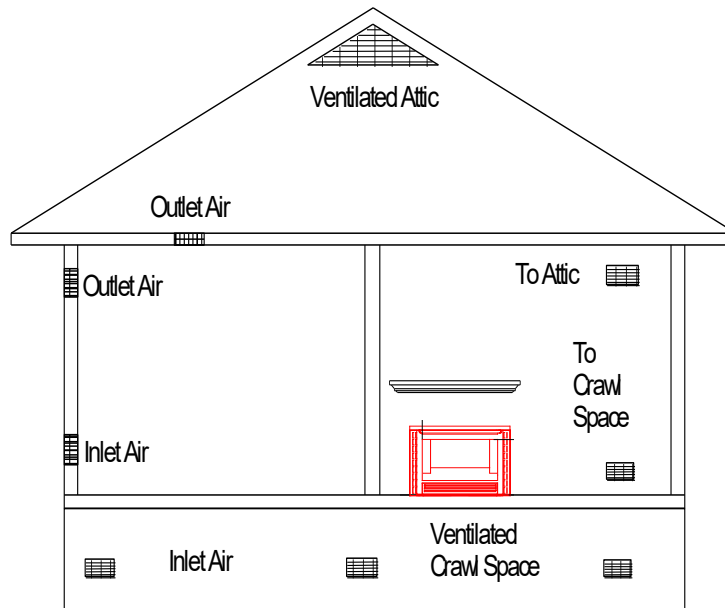 Ventilated Attic
Outlet Air
Outlet Air
To Attic
To
Crawl
Space
Inlet Air
Inlet Air
Ventilated
Crawl Space